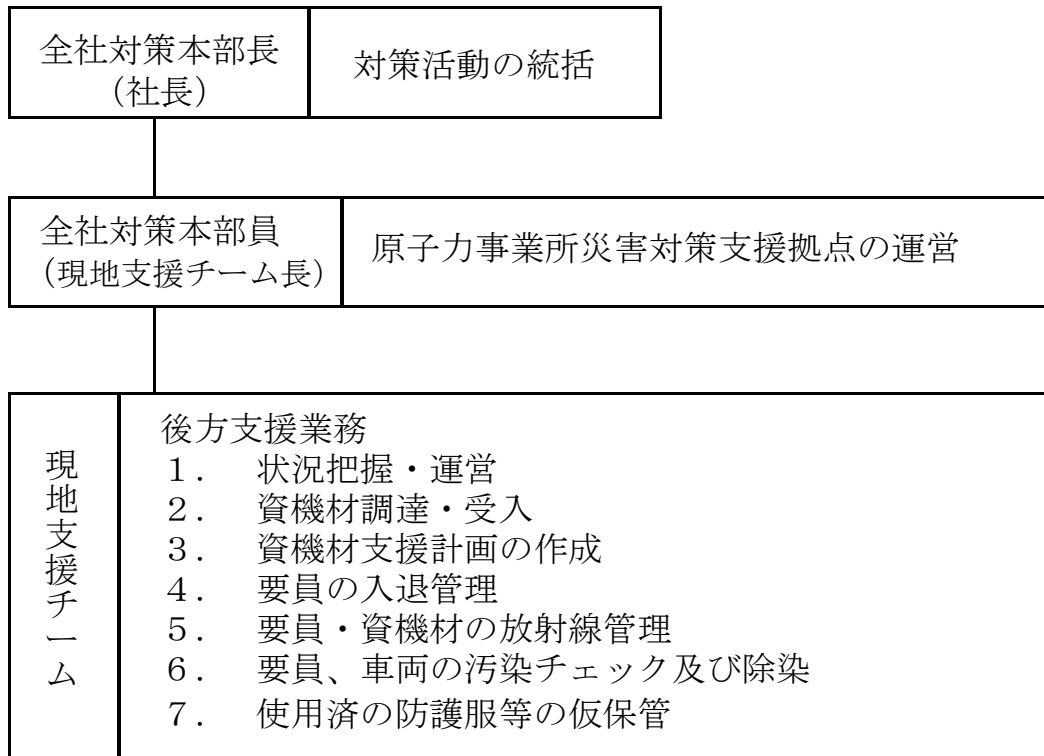 全社対策本部長
（社長）
対策活動の統括
全社対策本部員
（現地支援チーム長）
原子力事業所災害対策支援拠点の運営
現地支援チーム
後方支援業務
１．　状況把握・運営
２．　資機材調達・受入
３．　資機材支援計画の作成
４．　要員の入退管理
５．　要員・資機材の放射線管理
６．　要員、車両の汚染チェック及び除染
７．　使用済の防護服等の仮保管